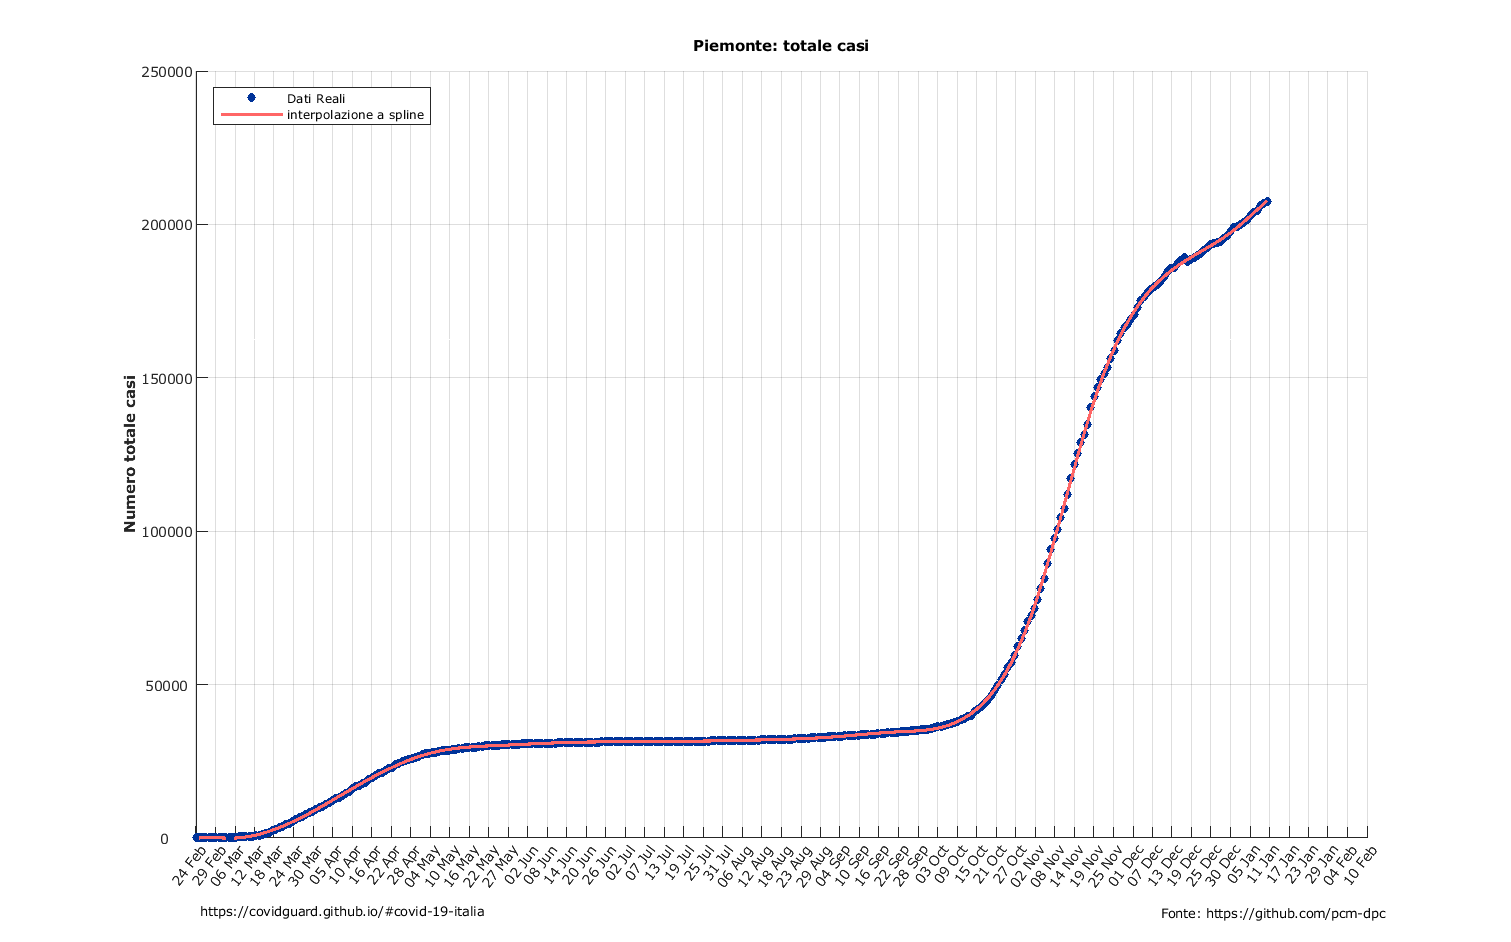 Piemonte: totale casi
250000
200000
150000
100000
50000
0
Numero totale casi
Dati Reali
interpolazione a spline
24 Feb
29 Feb
06 Mar
12 Mar
18 Mar
24 Mar
30 Mar
05 Apr
10 Apr
16 Apr
22 Apr
28 Apr
04 May
10 May
16 May
22 May
27 May
02 Jun
08 Jun
14 Jun
20 Jun
26 Jun
02 Jul
07 Jul
13 Jul
19 Jul
25 Jul
31 Jul
06 Aug
12 Aug
18 Aug
23 Aug
29 Aug
04 Sep
10 Sep
16 Sep
22 Sep
28 Sep
03 Oct
09 Oct
15 Oct
21 Oct
27 Oct
02 Nov
08 Nov
14 Nov
19 Nov
25 Nov
01 Dec
07 Dec
13 Dec
19 Dec
25 Dec
30 Dec
05 Jan
11 Jan
17 Jan
23 Jan
29 Jan
04 Feb
10 Feb
https://covidguard.github.io/#covid-19-italia
Fonte: https://github.com/pcm-dpc